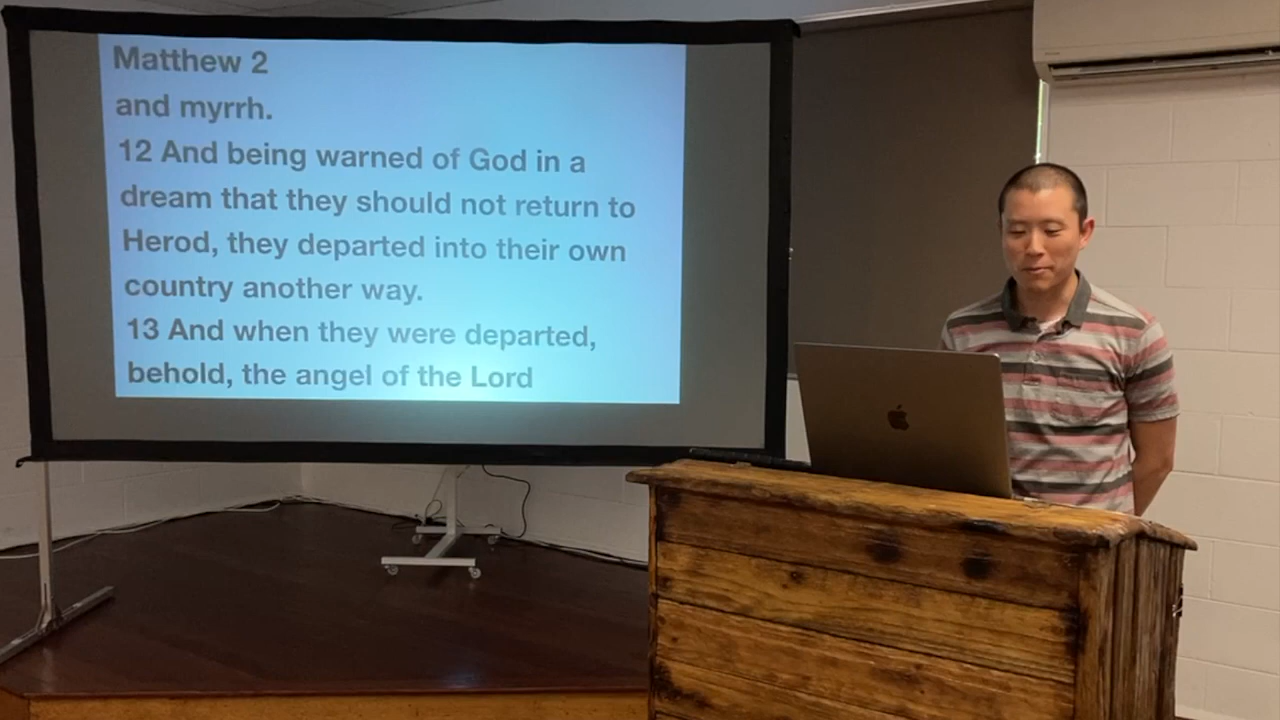 Matthew 2
and myrrh.
12 And being warned of God in a
dream that they should not return to
Herod, they departed into their own
country another way.
13 And when they were departed,
behold, the angel of the Lord